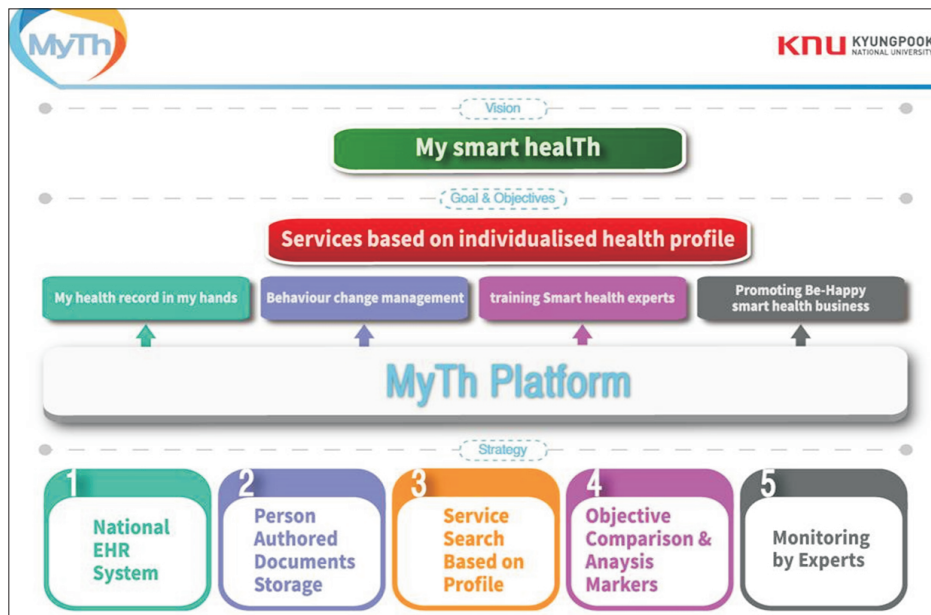 MyTh
KNU KYUNGPOOK
NATIONAL UNIVERSITY
Vision
My smart healTh
Goal & Objectives
Services based on individualised health profile
My health record in my hands
Behaviour change management
training Smart health experts
Promoting Be-Happy
smart health business
MyTh Platform
Strategy
1
National
EHR
System
2
Person
Authored
Documents
Storage
3
Service
Search
Based on
Profile
4
Objective
Comparison &
Anaysis
Markers
5
Monitoring
by Experts